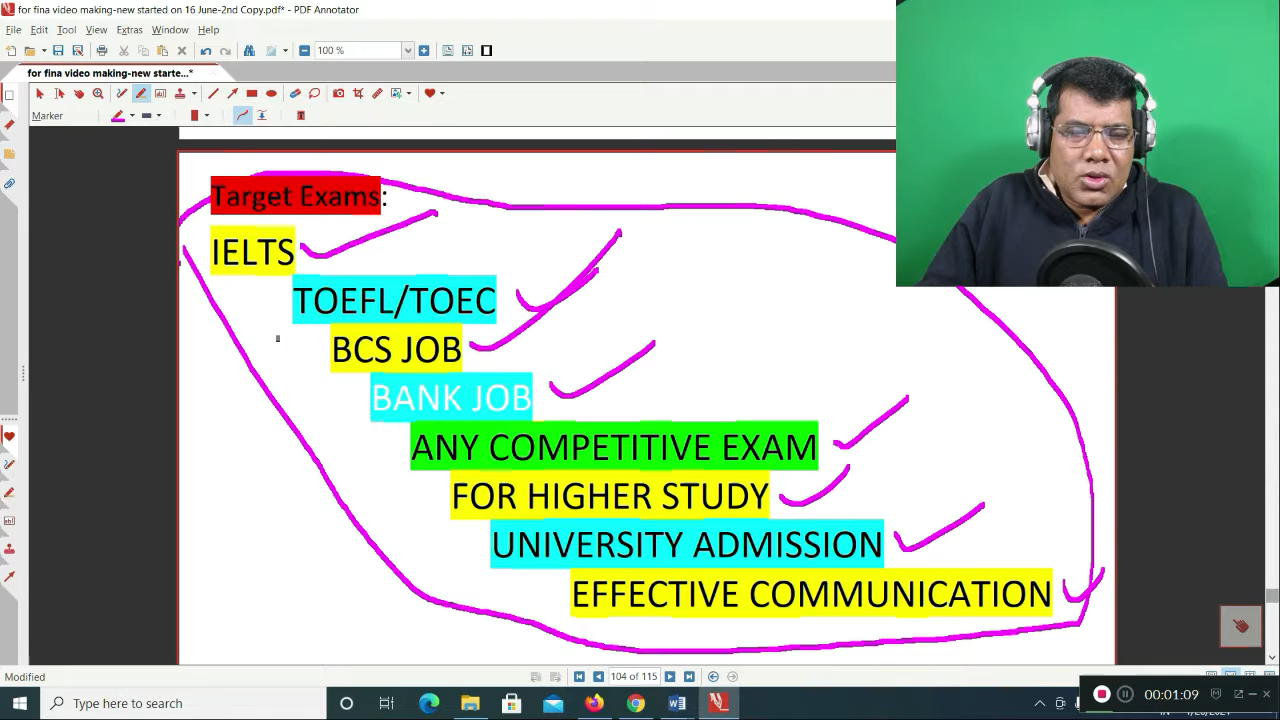 for fina video making-new started on 16 June-2nd Copy.pdf* - PDF Annotator
File Edit Tool View Extras Window Help
100 %
for fina video making-new starte...*
Marker
Target Exams:
IELTS
TOEFL/TOEC
BCS JOB
BANK JOB
ANY COMPETITIVE EXAM
FOR HIGHER STUDY
UNIVERSITY ADMISSION
EFFECTIVE COMMUNICATION
Modified
104 of 115
Type here to search
00:01:09